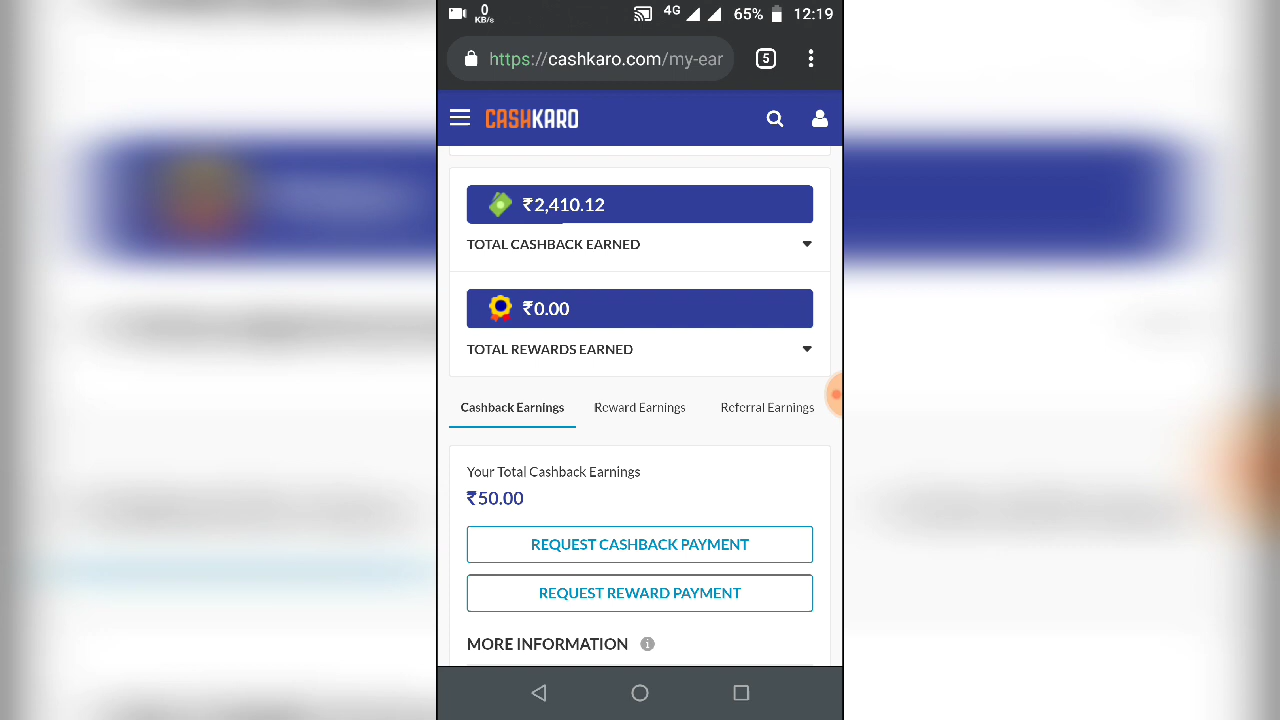 0
KB/s
4G
65%
12:19
https://cashkaro.com/my-ear
5
CASHKARO
₹2,410.12
TOTAL CASHBACK EARNED
₹0.00
TOTAL REWARDS EARNED
Cashback Earnings
Reward Earnings
Referral Earnings
Your Total Cashback Earnings
₹50.00
REQUEST CASHBACK PAYMENT
REQUEST REWARD PAYMENT
MORE INFORMATION